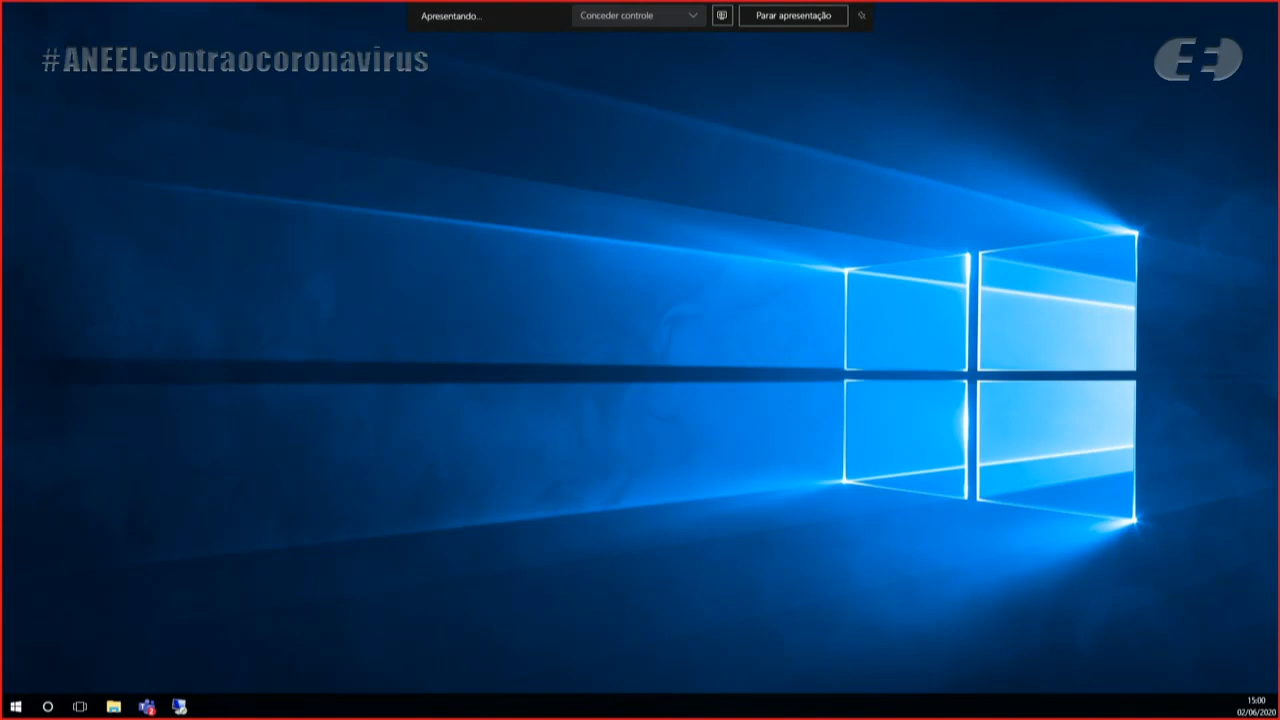 Apresentando...
Conceder controle
Parar apresentação
#ANEELcontraocoronavirus
15:00
02/06/2020